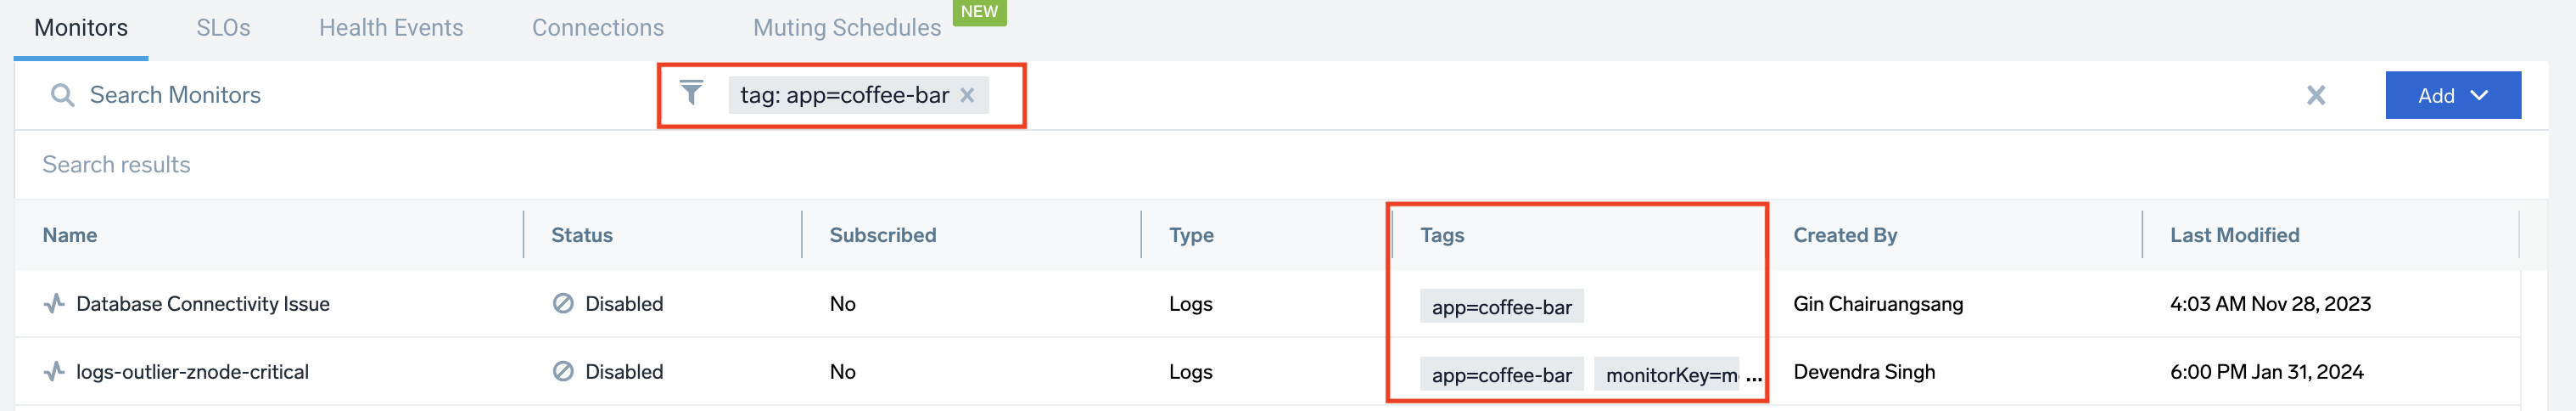 NEW
Monitors SLOs Health Events Connections Muting Schedules
Search Monitors tag: app=coffee-bar Add
Search results
Name Status Subscribed Type Tags Created By Last Modified
Database Connectivity Issue Disabled No Logs app=coffee-bar Gin Chairuangsang 4:03 AM Nov 28, 2023
logs-outlier-znode-critical Disabled No Logs app=coffee-bar monitorKey=m ... Devendra Singh 6:00 PM Jan 31, 2024